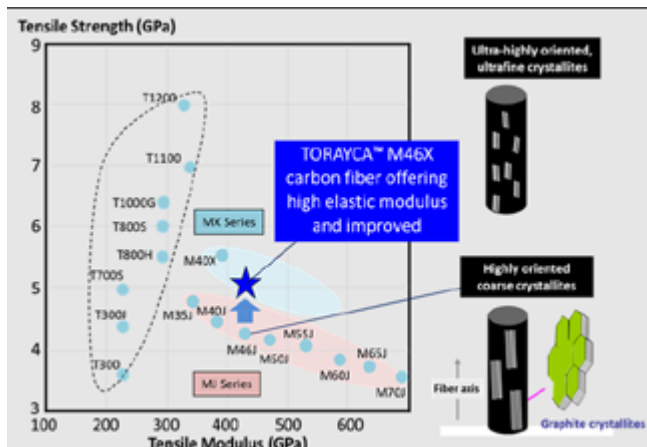 Tensile Strength (GPa)
9
8
7
6
5
4
3
T1200
T1100
T1000G
T800S
T800H
T700S
T300J
T300
MX Series
M40X
M35J
M40J
M46J
M50J
M55J
M60J
M65J
M70J
MJ Series
100
200
300
400
500
600
Tensile Modulus (GPa)
TORAYCA™ M46X
carbon fiber offering
high elastic modulus
and improved
Ultra-highly oriented,
ultrafine crystallites
Highly oriented
coarse crystallites
Fiber axis
Graphite crystallites